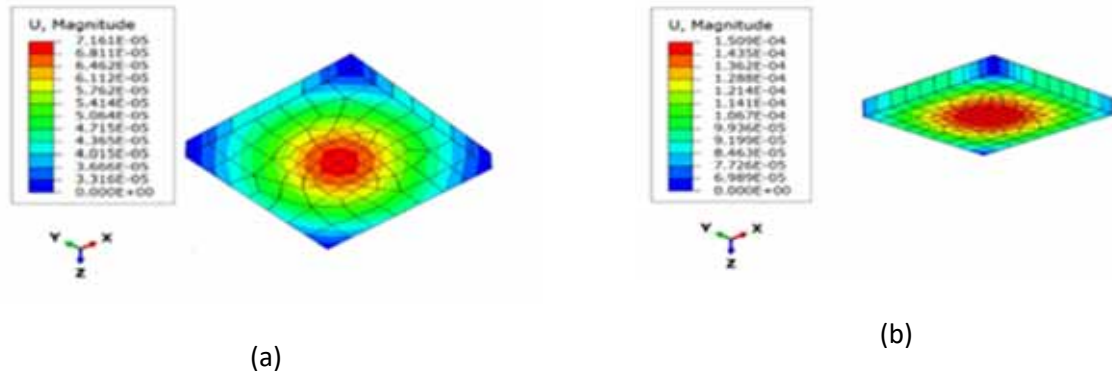 U, Magnitude
7.161E-05
6.811E-05
6.462E-05
6.112E-05
5.762E-05
5.414E-05
5.064E-05
4.715E-05
4.365E-05
4.015E-05
3.666E-05
3.316E-05
0.000E+00
Y X
Z
(a)
U, Magnitude
1.509E-04
1.435E-04
1.362E-04
1.288E-04
1.214E-04
1.141E-04
1.067E-04
9.936E-05
9.199E-05
8.463E-05
7.726E-05
6.989E-05
0.000E+00
Y X
Z
(b)